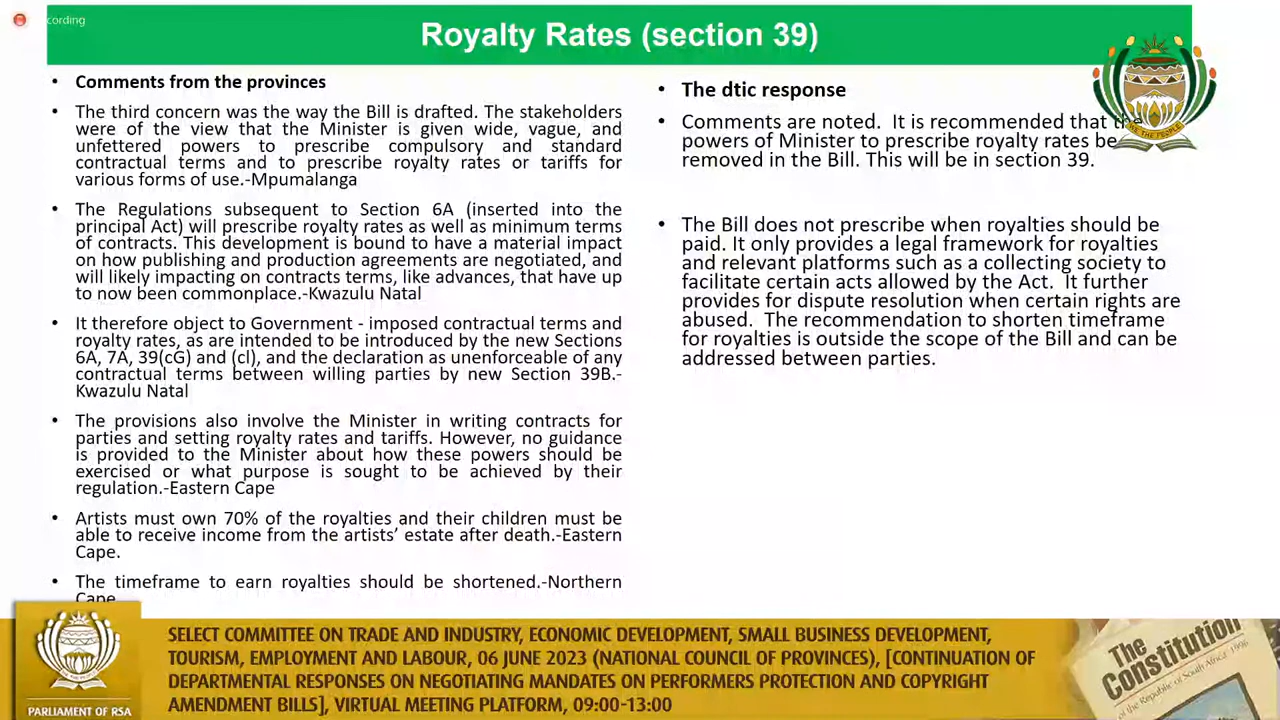 cording
Royalty Rates (section 39)
• Comments from the provinces
• The third concern was the way the Bill is drafted. The stakeholders
were of the view that the Minister is given wide, vague, and
unfettered powers to prescribe compulsory and standard
contractual terms and to prescribe royalty rates or tariffs for
various forms of use.-Mpumalanga
• The Regulations subsequent to Section 6A (inserted into the
principal Act) will prescribe royalty rates as well as minimum terms
of contracts. This development is bound to have a material impact
on how publishing and production agreements are negotiated, and
will likely impacting on contracts terms, like advances, that have up
to now been commonplace.-Kwazulu Natal
• It therefore object to Government - imposed contractual terms and
royalty rates, as are intended to be introduced by the new Sections
6A, 7A, 39(cG) and (cl), and the declaration as unenforceable of any
contractual terms between willing parties by new Section 39B.-
Kwazulu Natal
• The provisions also involve the Minister in writing contracts for
parties and setting royalty rates and tariffs. However, no guidance
is provided to the Minister about how these powers should be
exercised or what purpose is sought to be achieved by their
regulation.-Eastern Cape
• Artists must own 70% of the royalties and their children must be
able to receive income from the artists’ estate after death.-Eastern
Cape.
• The timeframe to earn royalties should be shortened.-Northern
Cape
• The dtic response
• Comments are noted. It is recommended that the
powers of Minister to prescribe royalty rates be
removed in the Bill. This will be in section 39.
• The Bill does not prescribe when royalties should be
paid. It only provides a legal framework for royalties
and relevant platforms such as a collecting society to
facilitate certain acts allowed by the Act. It further
provides for dispute resolution when certain rights are
abused. The recommendation to shorten timeframe
for royalties is outside the scope of the Bill and can be
addressed between parties.
WE THE PEOPLE
PARLIAMENT OF RSA
SELECT COMMITTEE ON TRADE AND INDUSTRY, ECONOMIC DEVELOPMENT, SMALL BUSINESS DEVELOPMENT,
TOURISM, EMPLOYMENT AND LABOUR, 06 JUNE 2023 (NATIONAL COUNCIL OF PROVINCES), [CONTINUATION OF
DEPARTMENTAL RESPONSES ON NEGOTIATING MANDATES ON PERFORMERS PROTECTION AND COPYRIGHT
AMENDMENT BILLS], VIRTUAL MEETING PLATFORM, 09:00-13:00
The
Constitution
of the Republic of South Africa, 1996